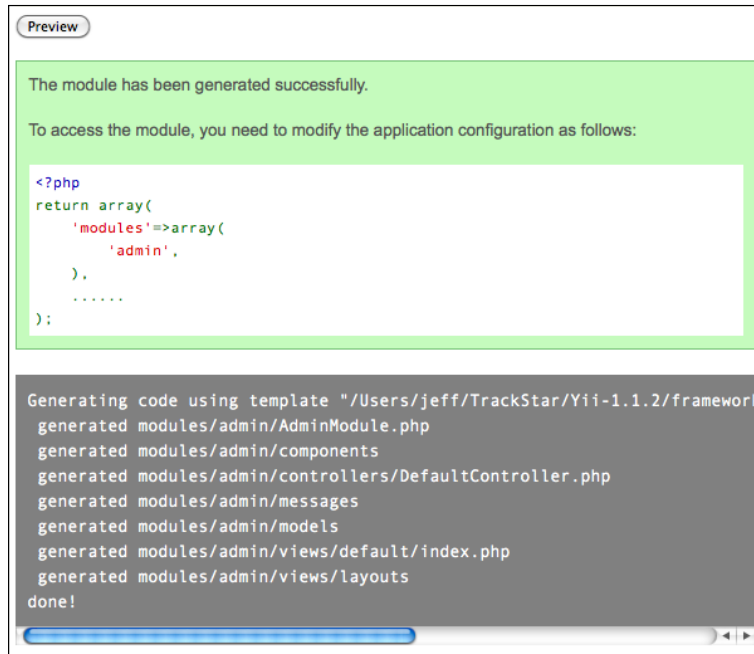 Preview
The module has been generated successfully.
To access the module, you need to modify the application configuration as follows:
<?php
return array(
    'modules'=>array(
        'admin',
    ),
    ......
);
Generating code using template "/Users/jeff/TrackStar/Yii-1.1.2/framework
 generated modules/admin/AdminModule.php
 generated modules/admin/components
 generated modules/admin/controllers/DefaultController.php
 generated modules/admin/messages
 generated modules/admin/models
 generated modules/admin/views/default/index.php
 generated modules/admin/views/layouts
done!